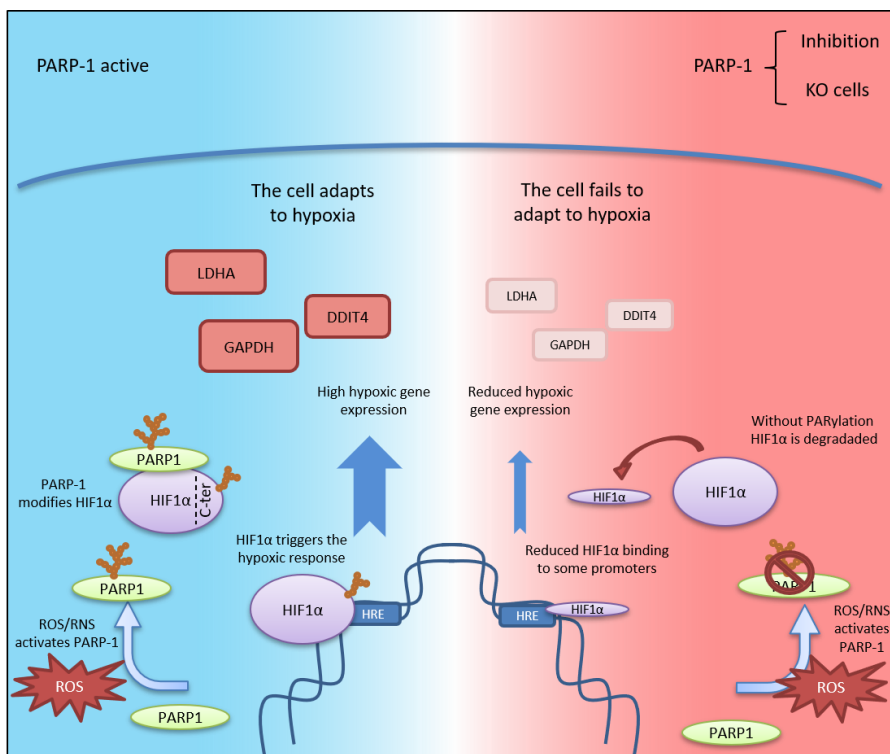 PARP-1 active
PARP-1
Inhibition
KO cells
The cell adapts
to hypoxia
The cell fails to
adapt to hypoxia
LDHA
DDIT4
GAPDH
LDHA
DDIT4
GAPDH
High hypoxic gene
expression
Reduced hypoxic
gene expression
Without PARylation
HIF1α is degradaded
PARP1
PARP-1
modifies HIF1α
HIF1α
C-ter
HIF1α
HIF1α
HIF1α triggers the
hypoxic response
Reduced HIF1α binding
to some promoters
PARP1
HIF1α
HRE
HRE
HIF1α
PARP1
ROS/RNS
activates PARP-1
ROS
PARP1
ROS/RNS
activates
PARP-1
ROS
PARP1